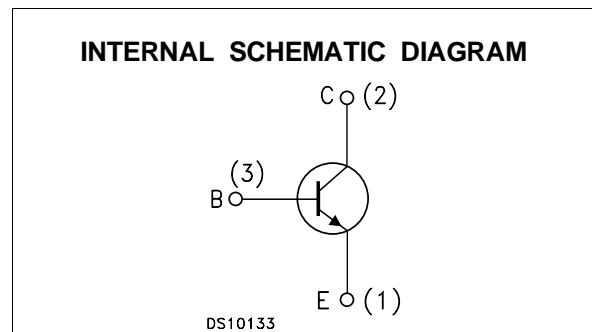 INTERNAL SCHEMATIC DIAGRAM
C (2)
(3)
B
E (1)
DS10133